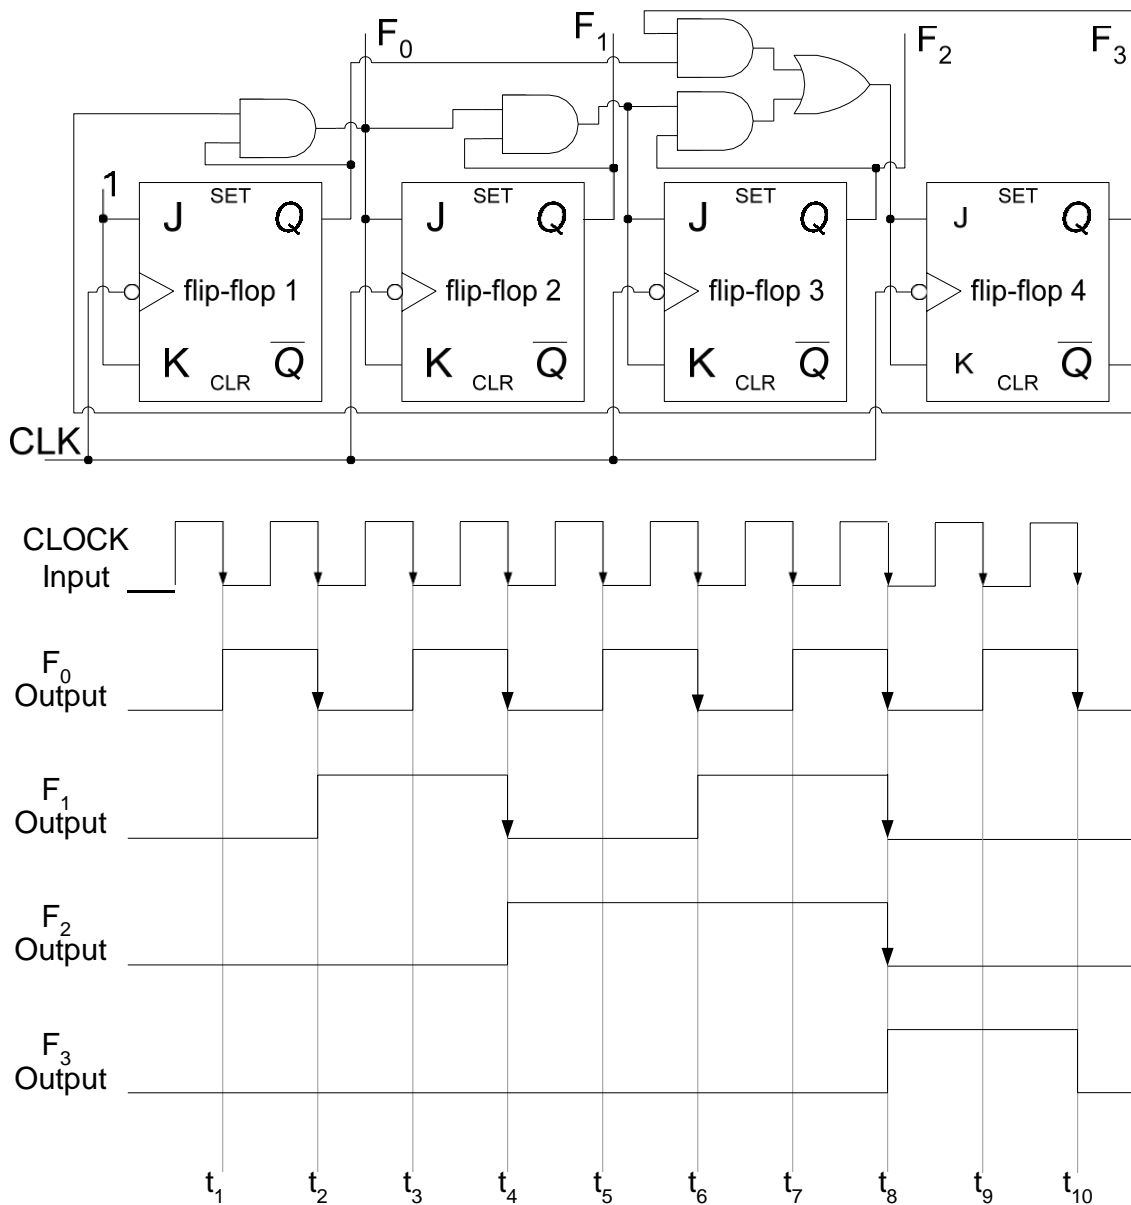 F₀ F₁ F₂ F₃
1
SET SET SET SET
J Q J Q J Q J Q
flip-flop 1 flip-flop 2 flip-flop 3 flip-flop 4
K Q̅ K Q̅ K Q̅ K Q̅
CLR CLR CLR CLR
CLK
CLOCK
Input
F₀
Output
F₁
Output
F₂
Output
F₃
Output
t₁ t₂ t₃ t₄ t₅ t₆ t₇ t₈ t₉ t₁₀